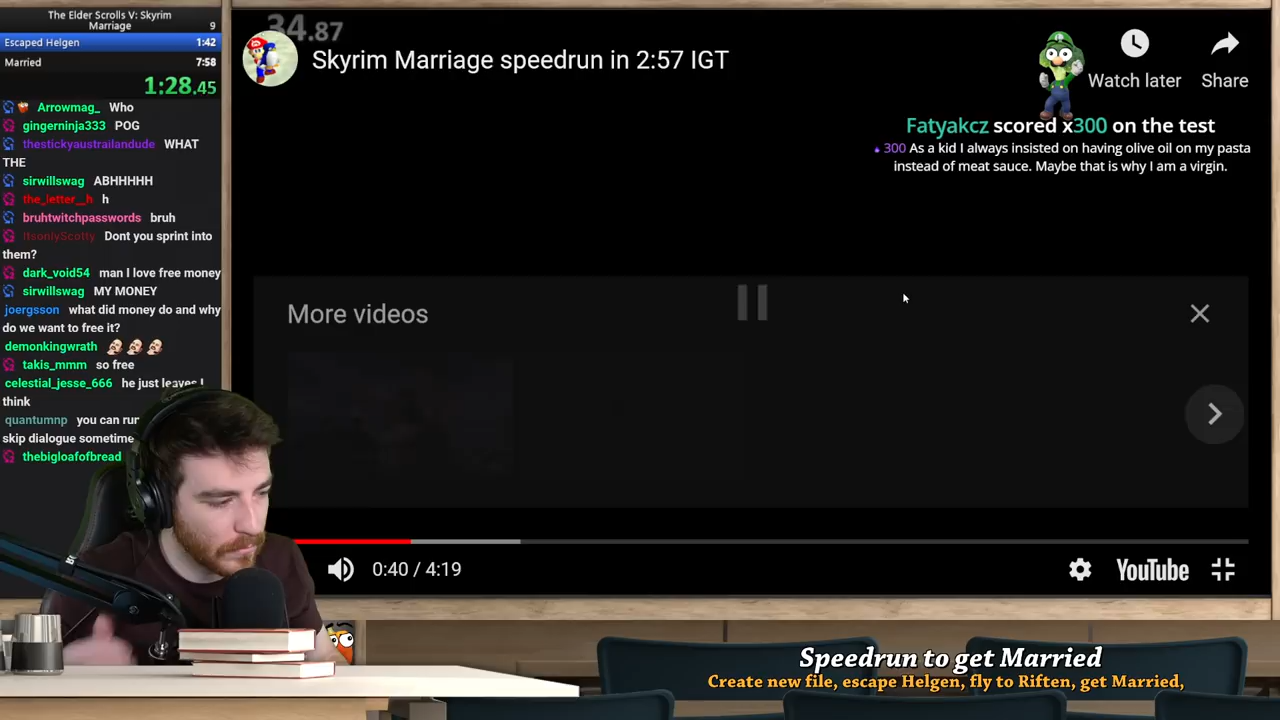 The Elder Scrolls V: Skyrim
Marriage 9
Escaped Helgen 1:42
Married 7:58
1:28.45
Arrowmag_ Who
gingerninja333 POG
thestickyaustrailandude WHAT
THE
sirwillswag ABHHHHH
the_letter__h h
bruhtwitchpasswords bruh
ItsonlyScotty Dont you sprint into
them?
dark_void54 man I love free money
sirwillswag MY MONEY
joergsson what did money do and why
do we want to free it?
demonkingwrath
takis_mmm so free
celestial_jesse_666 he just leaves I
think
quantumnp you can run
skip dialogue sometime
thebigloafofbread
34.87
Skyrim Marriage speedrun in 2:57 IGT
Watch later
Share
Fatyakcz scored x300 on the test
300 As a kid I always insisted on having olive oil on my pasta
instead of meat sauce. Maybe that is why I am a virgin.
More videos
0:40 / 4:19
YouTube
Speedrun to get Married
Create new file, escape Helgen, fly to Riften, get Married,